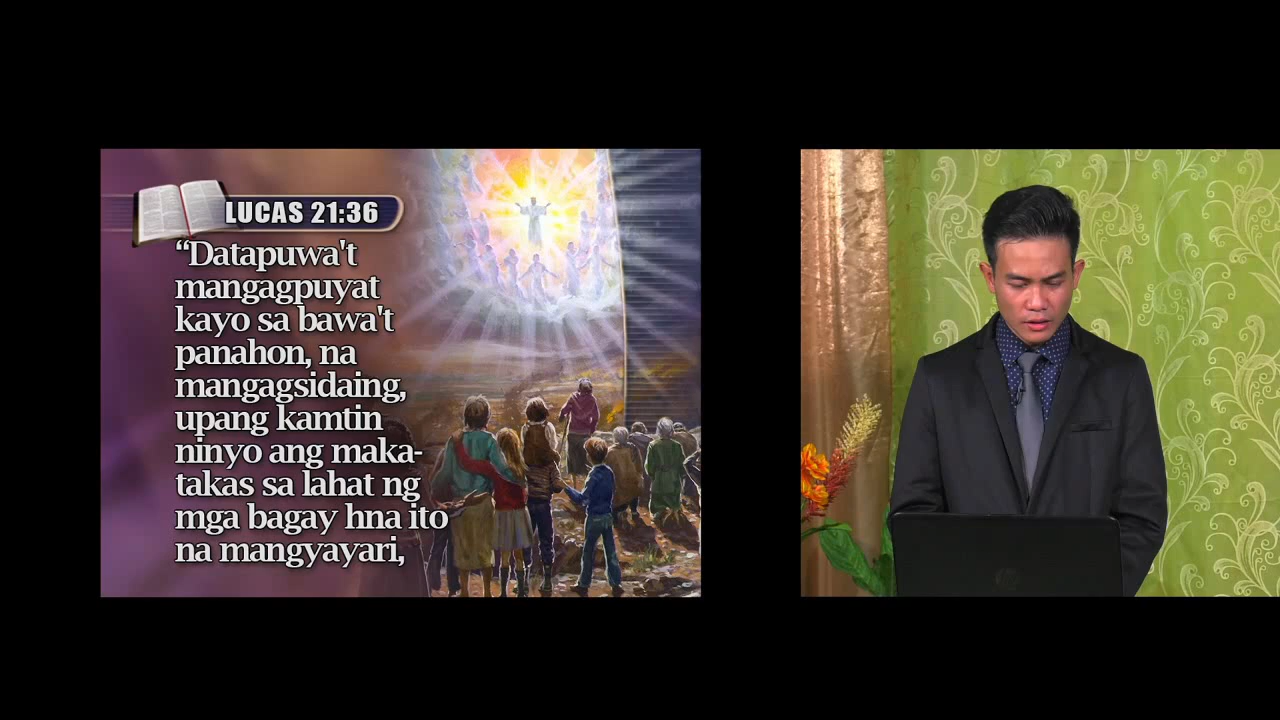 LUCAS 21:36
“Datapuwa't
mangagpuyat
kayo sa bawa't
panahon, na
mangagsidaing,
upang kamtin
ninyo ang maka-
takas sa lahat ng
mga bagay hna ito
na mangyayari,